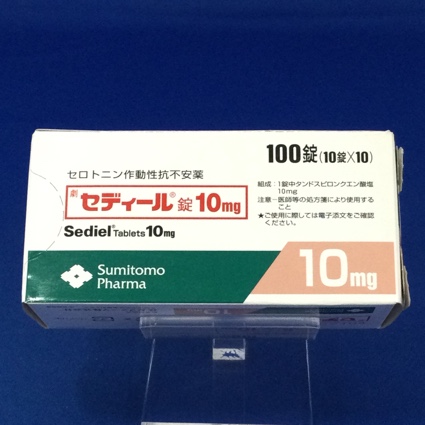 100錠(10錠×10)
セロトニン作動性抗不安薬
劇 セディール®錠10mg
Sediel® Tablets 10mg
組成:1錠中タンドスピロンクエン酸塩
10mg
注意-医師等の処方箋により使用する
こと
★ご使用に際しては電子添文をご確認
ください。
Sumitomo
Pharma
10mg